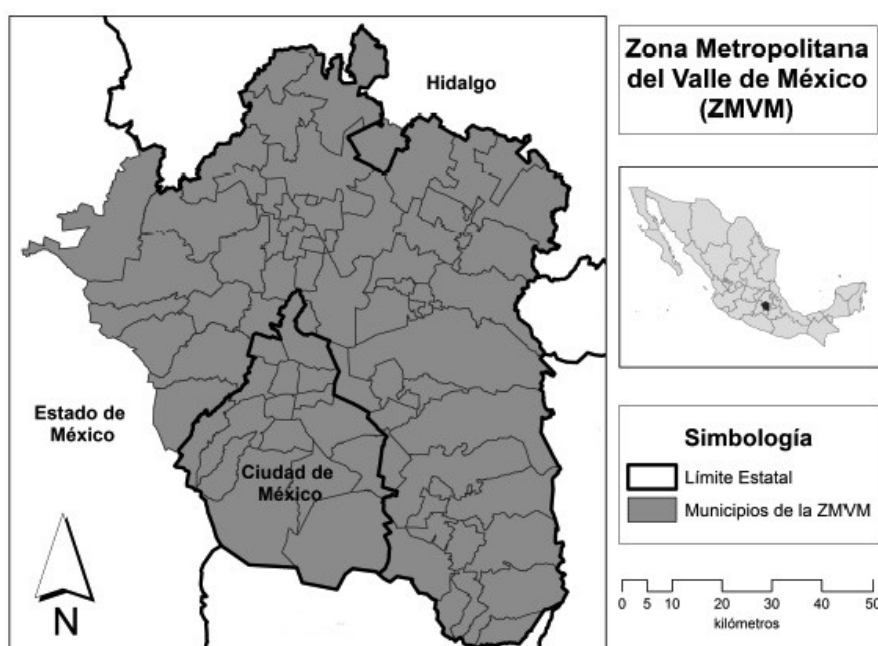 Zona Metropolitana
del Valle de México
(ZMVM)
Hidalgo
Estado de
México
Ciudad de
México
N
Simbología
Límite Estatal
Municipios de la ZMVM
0 5 10 20 30 40 50
kilómetros